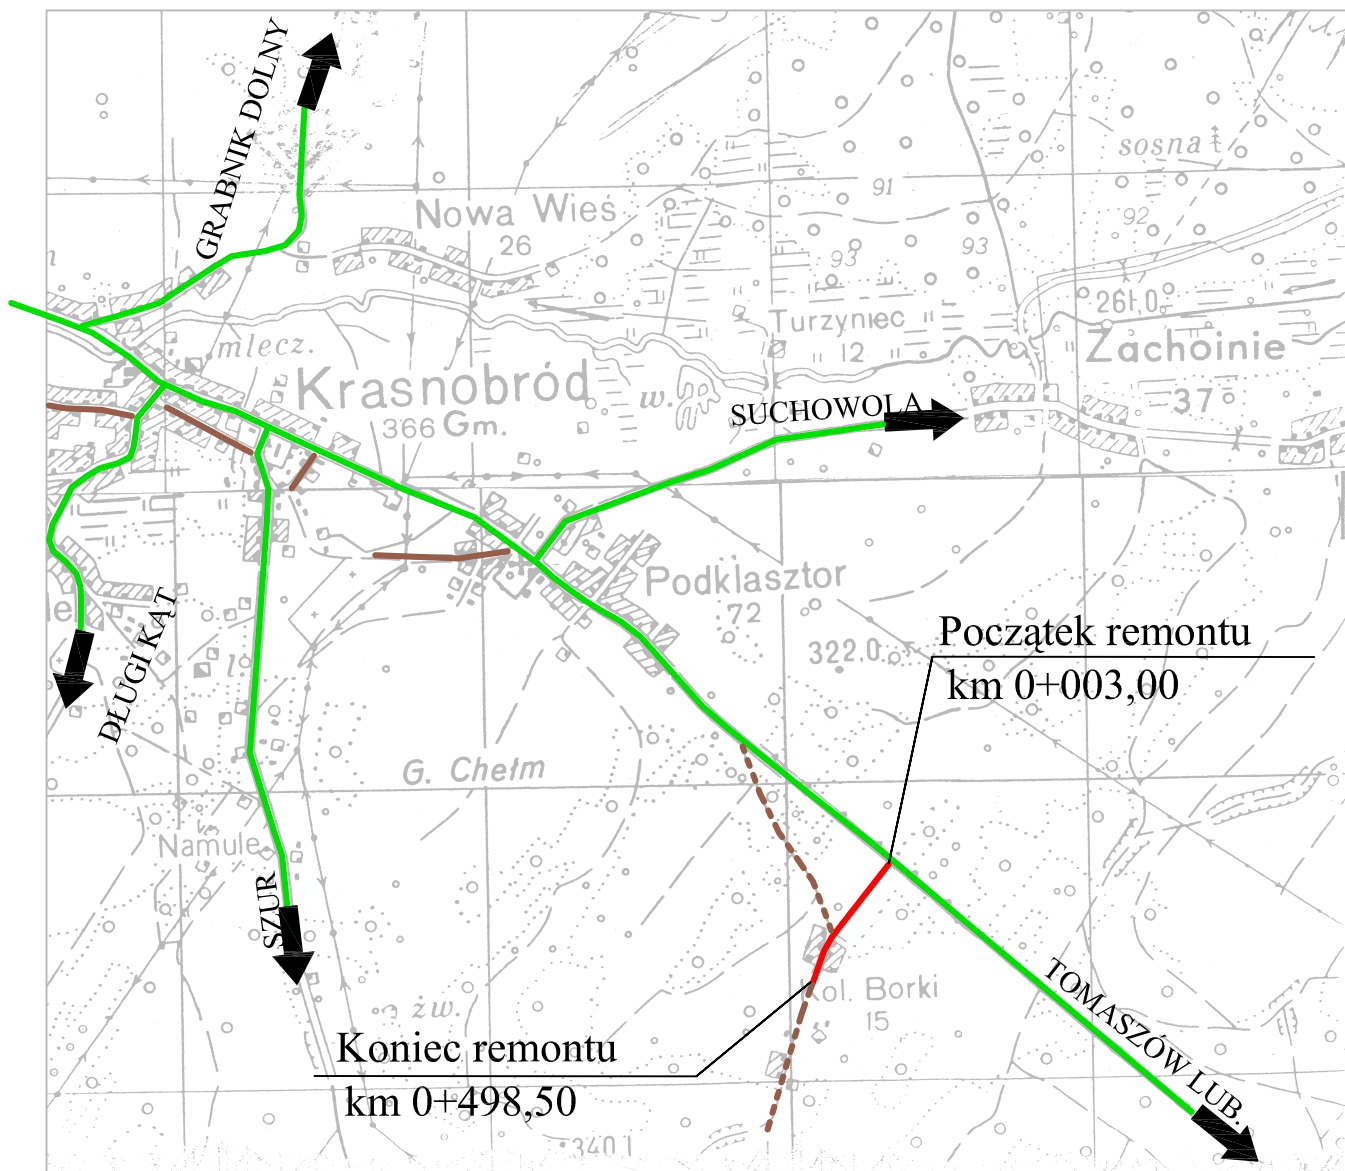 GRABNIK DOLNY
sosna
91
Nowa Wieś
26
92
93
93
261,0
Turzyniec
12
mlecz.
Zachoinie
Krasnobród
w.
37
366 Gm.
SUCHOWOLA
Podklasztor
72
DŁUGI KĄT
Początek remontu
322.0
km 0+003,00
l
G. Chełm
Namule
SZUR
TOMASZÓW LUB.
Kol. Borki
15
żw.
Koniec remontu
km 0+498,50
340.1